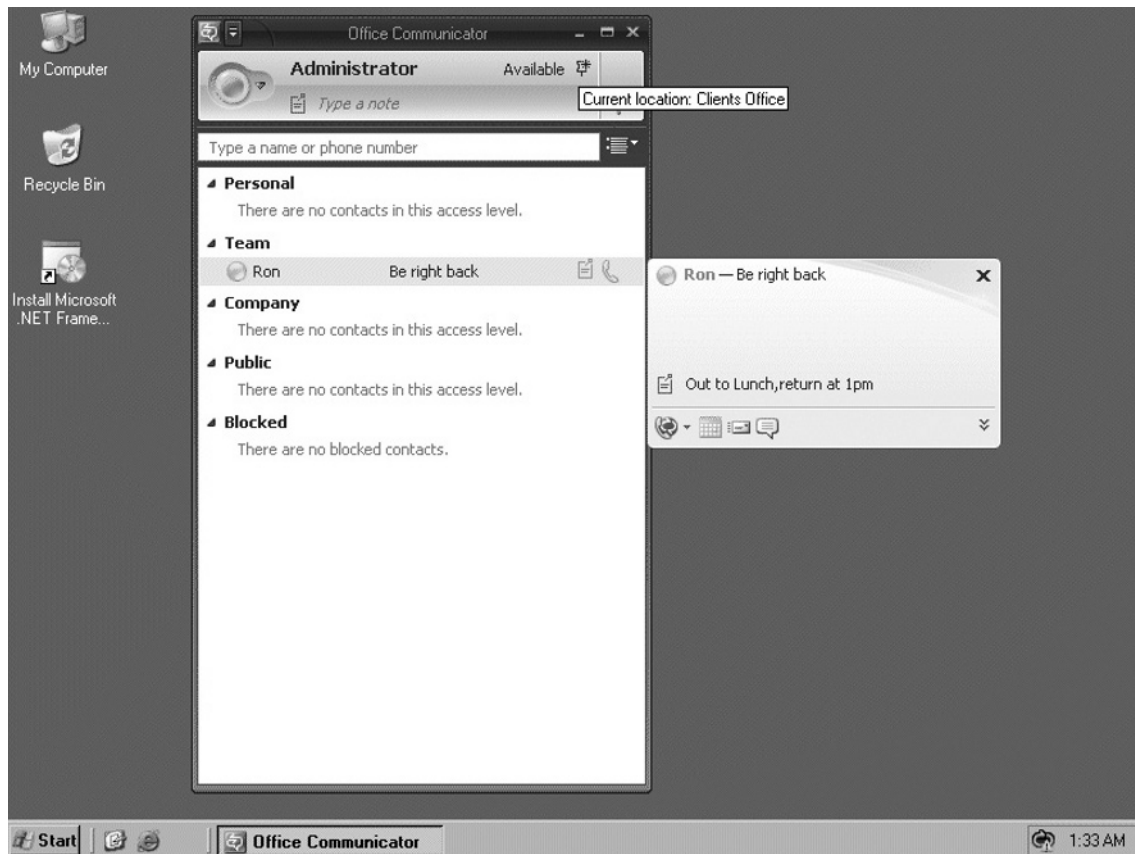 My Computer
Recycle Bin
Install Microsoft
.NET Frame...
Office Communicator
Administrator Available
Type a note
Current location: Clients Office
Type a name or phone number
Personal
There are no contacts in this access level.
Team
Ron Be right back
Company
There are no contacts in this access level.
Public
There are no contacts in this access level.
Blocked
There are no blocked contacts.
Ron — Be right back
Out to Lunch,return at 1pm
Start
Office Communicator
1:33 AM